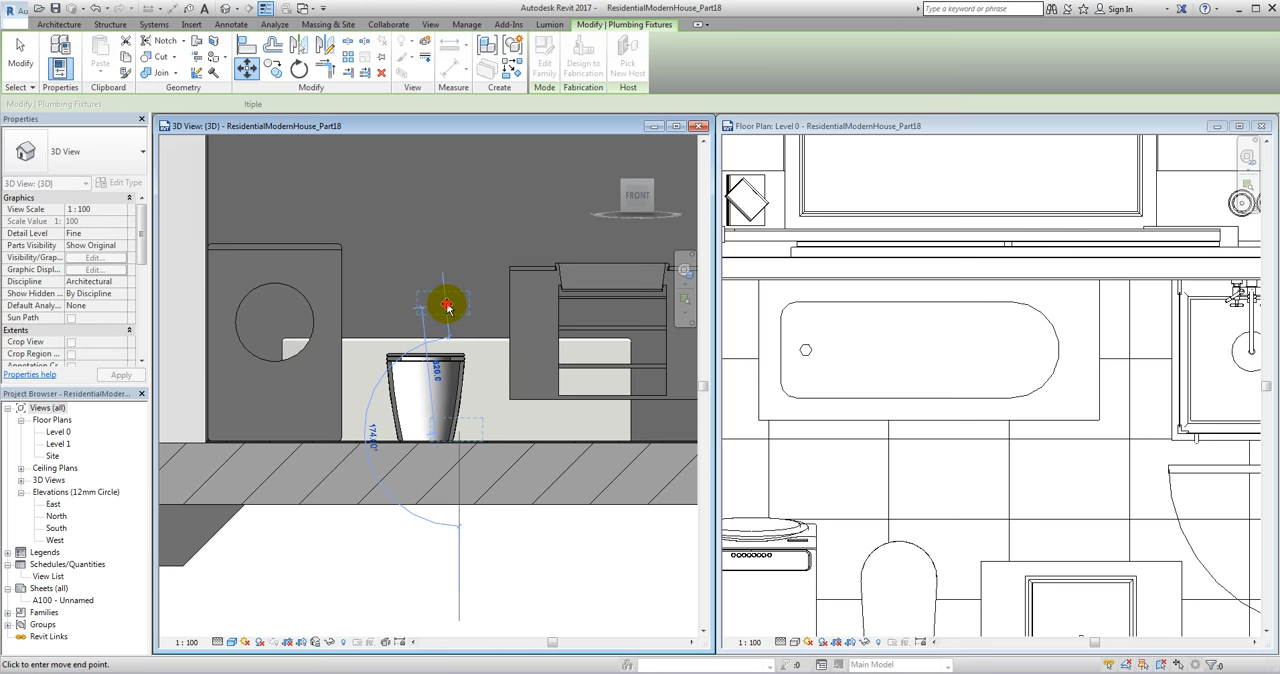 Autodesk Revit 2017 - ResidentialModernHouse_Part18
Type a keyword or phrase
Sign In
Architecture Structure Systems Insert Annotate Analyze Massing & Site Collaborate View Manage Add-Ins Lumion Modify | Plumbing Fixtures
Modify
Paste
Notch
Cut
Join
Edit Family
Design to Fabrication
Pick New Host
Select Properties Clipboard Geometry Modify View Measure Create Mode Fabrication Host
Modify | Plumbing Fixtures
ltiple
Properties
3D View: {3D} - ResidentialModernHouse_Part18
Floor Plan: Level 0 - ResidentialModernHouse_Part18
3D View
3D View: {3D}
Edit Type
Graphics
View Scale 1 : 100
Scale Value 1: 100
Detail Level Fine
Parts Visibility Show Original
Visibility/Grap... Edit...
Graphic Displ... Edit...
Discipline Architectural
Show Hidden ... By Discipline
Default Analy... None
Sun Path
Extents
Crop View
Crop Region ...
Annotation Cr
Properties help
Apply
Project Browser - ResidentialModer...
Views (all)
Floor Plans
Level 0
Level 1
Site
Ceiling Plans
3D Views
Elevations (12mm Circle)
East
North
South
West
Legends
Schedules/Quantities
View List
Sheets (all)
A100 - Unnamed
Families
Groups
Revit Links
FRONT
320.0
1 : 100
1 : 100
Click to enter move end point.
:0
Main Model
:0